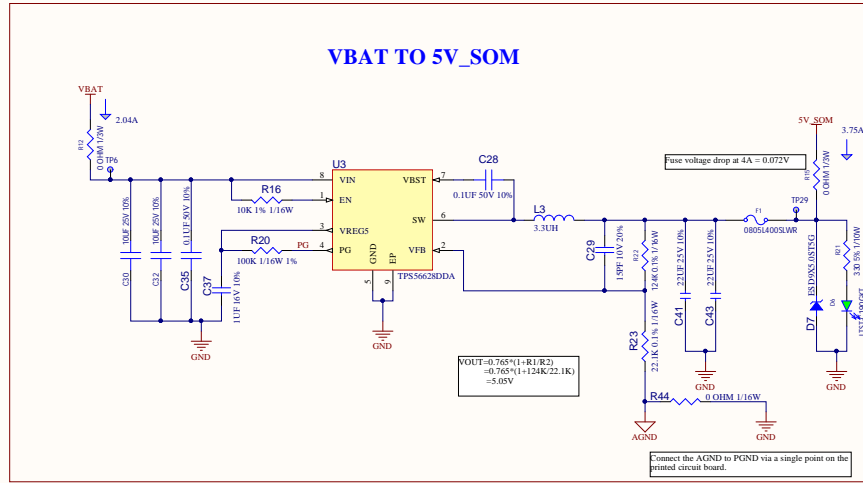 VBAT TO 5V_SOM
VBAT
2.04A
R12
0 OHM 1/3W
TP6
10UF 25V 10%
C30
10UF 25V 10%
C32
0.1UF 50V 10%
C35
R16
10K 1% 1/16W
PG
R20
100K 1/16W 1%
C37
1UF 16V 10%
GND
U3
8
VIN
1
EN
3
VREG5
4
PG
VBST
7
SW
6
VFB
2
GND
EP
5
9
TPS56628DDA
GND
C28
0.1UF 50V 10%
L3
3.3UH
C29
15PF 10V 20%
R22
124K 0.1% 1/16W
R23
22.1K 0.1% 1/16W
C41
22UF 25V 10%
C43
22UF 25V 10%
GND
Fuse voltage drop at 4A = 0.072V
F1
0805L400SLWR
TP29
5V_SOM
3.75A
R15
0 OHM 1/3W
ESD9X5.0ST5G
D7
GND
R21
330 5% 1/10W
D6
GND
VOUT=0.765*(1+R1/R2)
=0.765*(1+124K/22.1K)
=5.05V
R44
0 OHM 1/16W
AGND
GND
Connect the AGND to PGND via a single point on the
printed circuit board.